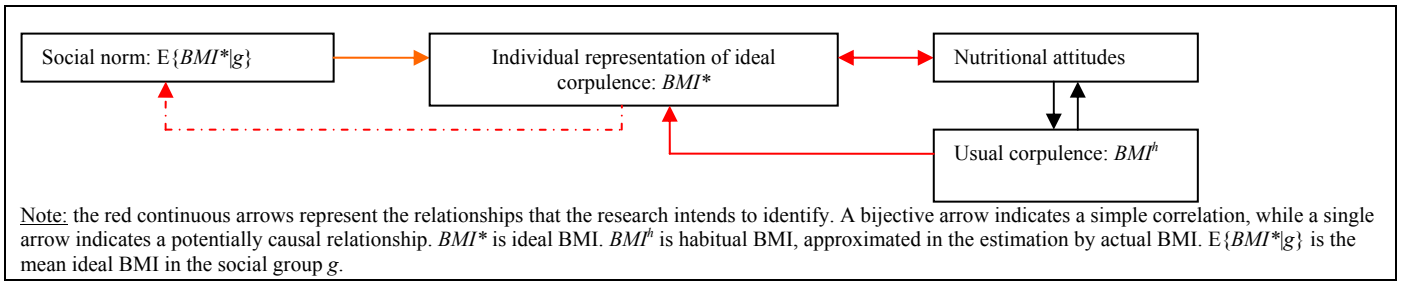 Social norm: E{BMI*|g}
Individual representation of ideal
corpulence: BMI*
Nutritional attitudes
Usual corpulence: BMIʰ
Note: the red continuous arrows represent the relationships that the research intends to identify. A bijective arrow indicates a simple correlation, while a single
arrow indicates a potentially causal relationship. BMI* is ideal BMI. BMIʰ is habitual BMI, approximated in the estimation by actual BMI. E{BMI*|g} is the
mean ideal BMI in the social group g.